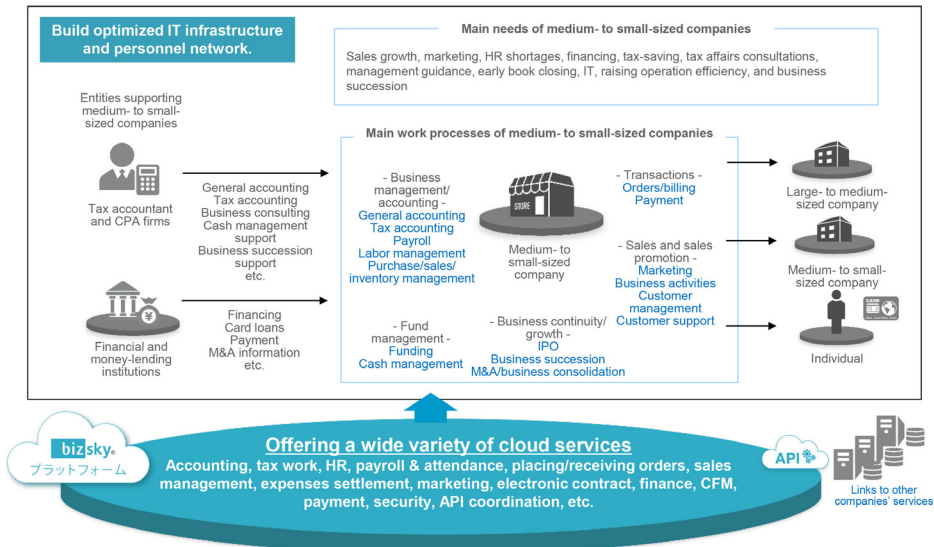 Build optimized IT infrastructure
and personnel network.
Main needs of medium- to small-sized companies
Sales growth, marketing, HR shortages, financing, tax-saving, tax affairs consultations,
management guidance, early book closing, IT, raising operation efficiency, and business
succession
Entities supporting
medium- to small-
sized companies
Tax accountant
and CPA firms
General accounting
Tax accounting
Business consulting
Cash management
support
Business succession
support
etc.
¥
Financial and
money-lending
institutions
Financing
Card loans
Payment
M&A information
etc.
Main work processes of medium- to small-sized companies
- Business
management/
accounting -
General accounting
Tax accounting
Payroll
Labor management
Purchase/sales/
inventory management
STORE
Medium- to
small-sized
company
- Transactions -
Orders/billing
Payment
- Sales and sales
promotion -
Marketing
Business activities
Customer
management
Customer support
- Fund
management -
Funding
Cash management
- Business continuity/
growth -
IPO
Business succession
M&A/business consolidation
Large- to medium-
sized company
Medium- to small-
sized company
CARD
Individual
bizsky®
プラットフォーム
Offering a wide variety of cloud services
Accounting, tax work, HR, payroll & attendance, placing/receiving orders, sales
management, expenses settlement, marketing, electronic contract, finance, CFM,
payment, security, API coordination, etc.
API
Links to other
companies' services